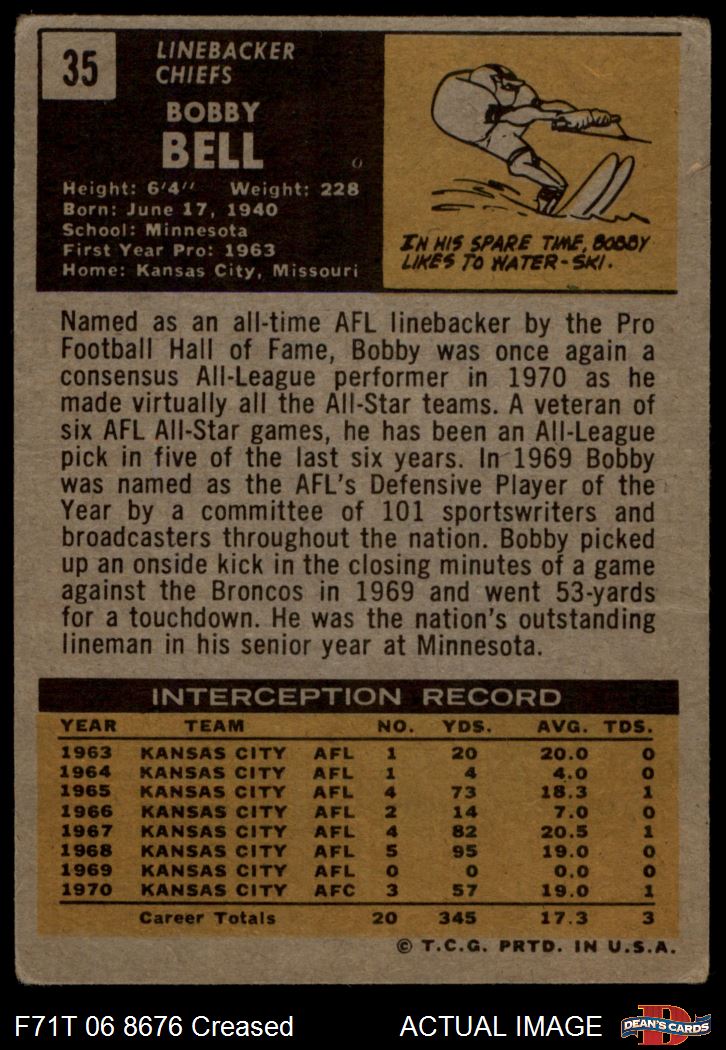 35
LINEBACKER
CHIEFS
BOBBY
BELL
Height: 6'4" Weight: 228
Born: June 17, 1940
School: Minnesota
First Year Pro: 1963
Home: Kansas City, Missouri
IN HIS SPARE TIME, BOBBY
LIKES TO WATER-SKI.
Named as an all-time AFL linebacker by the Pro
Football Hall of Fame, Bobby was once again a
consensus All-League performer in 1970 as he
made virtually all the All-Star teams. A veteran of
six AFL All-Star games, he has been an All-League
pick in five of the last six years. In 1969 Bobby
was named as the AFL's Defensive Player of the
Year by a committee of 101 sportswriters and
broadcasters throughout the nation. Bobby picked
up an onside kick in the closing minutes of a game
against the Broncos in 1969 and went 53-yards
for a touchdown. He was the nation's outstanding
lineman in his senior year at Minnesota.
INTERCEPTION RECORD
YEAR TEAM NO. YDS. AVG. TDS.
1963 KANSAS CITY AFL 1 20 20.0 0
1964 KANSAS CITY AFL 1 4 4.0 0
1965 KANSAS CITY AFL 4 73 18.3 1
1966 KANSAS CITY AFL 2 14 7.0 0
1967 KANSAS CITY AFL 4 82 20.5 1
1968 KANSAS CITY AFL 5 95 19.0 0
1969 KANSAS CITY AFL 0 0 0.0 0
1970 KANSAS CITY AFC 3 57 19.0 1
Career Totals 20 345 17.3 3
© T.C.G. PRTD. IN U.S.A.
F71T 06 8676 Creased ACTUAL IMAGE
D
DEAN'S CARDS